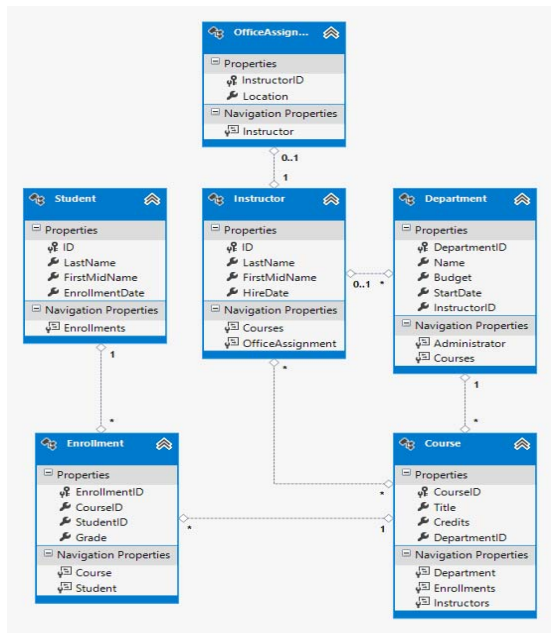 OfficeAssign...
Properties
InstructorID
Location
Navigation Properties
Instructor
0..1
1
Student
Properties
ID
LastName
FirstMidName
EnrollmentDate
Navigation Properties
Enrollments
Instructor
Properties
ID
LastName
FirstMidName
HireDate
Navigation Properties
Courses
OfficeAssignment
0..1 *
Department
Properties
DepartmentID
Name
Budget
StartDate
InstructorID
Navigation Properties
Administrator
Courses
1
*
*
*
1
*
Enrollment
Properties
EnrollmentID
CourseID
StudentID
Grade
Navigation Properties
Course
Student
*
1
Course
Properties
CourseID
Title
Credits
DepartmentID
Navigation Properties
Department
Enrollments
Instructors